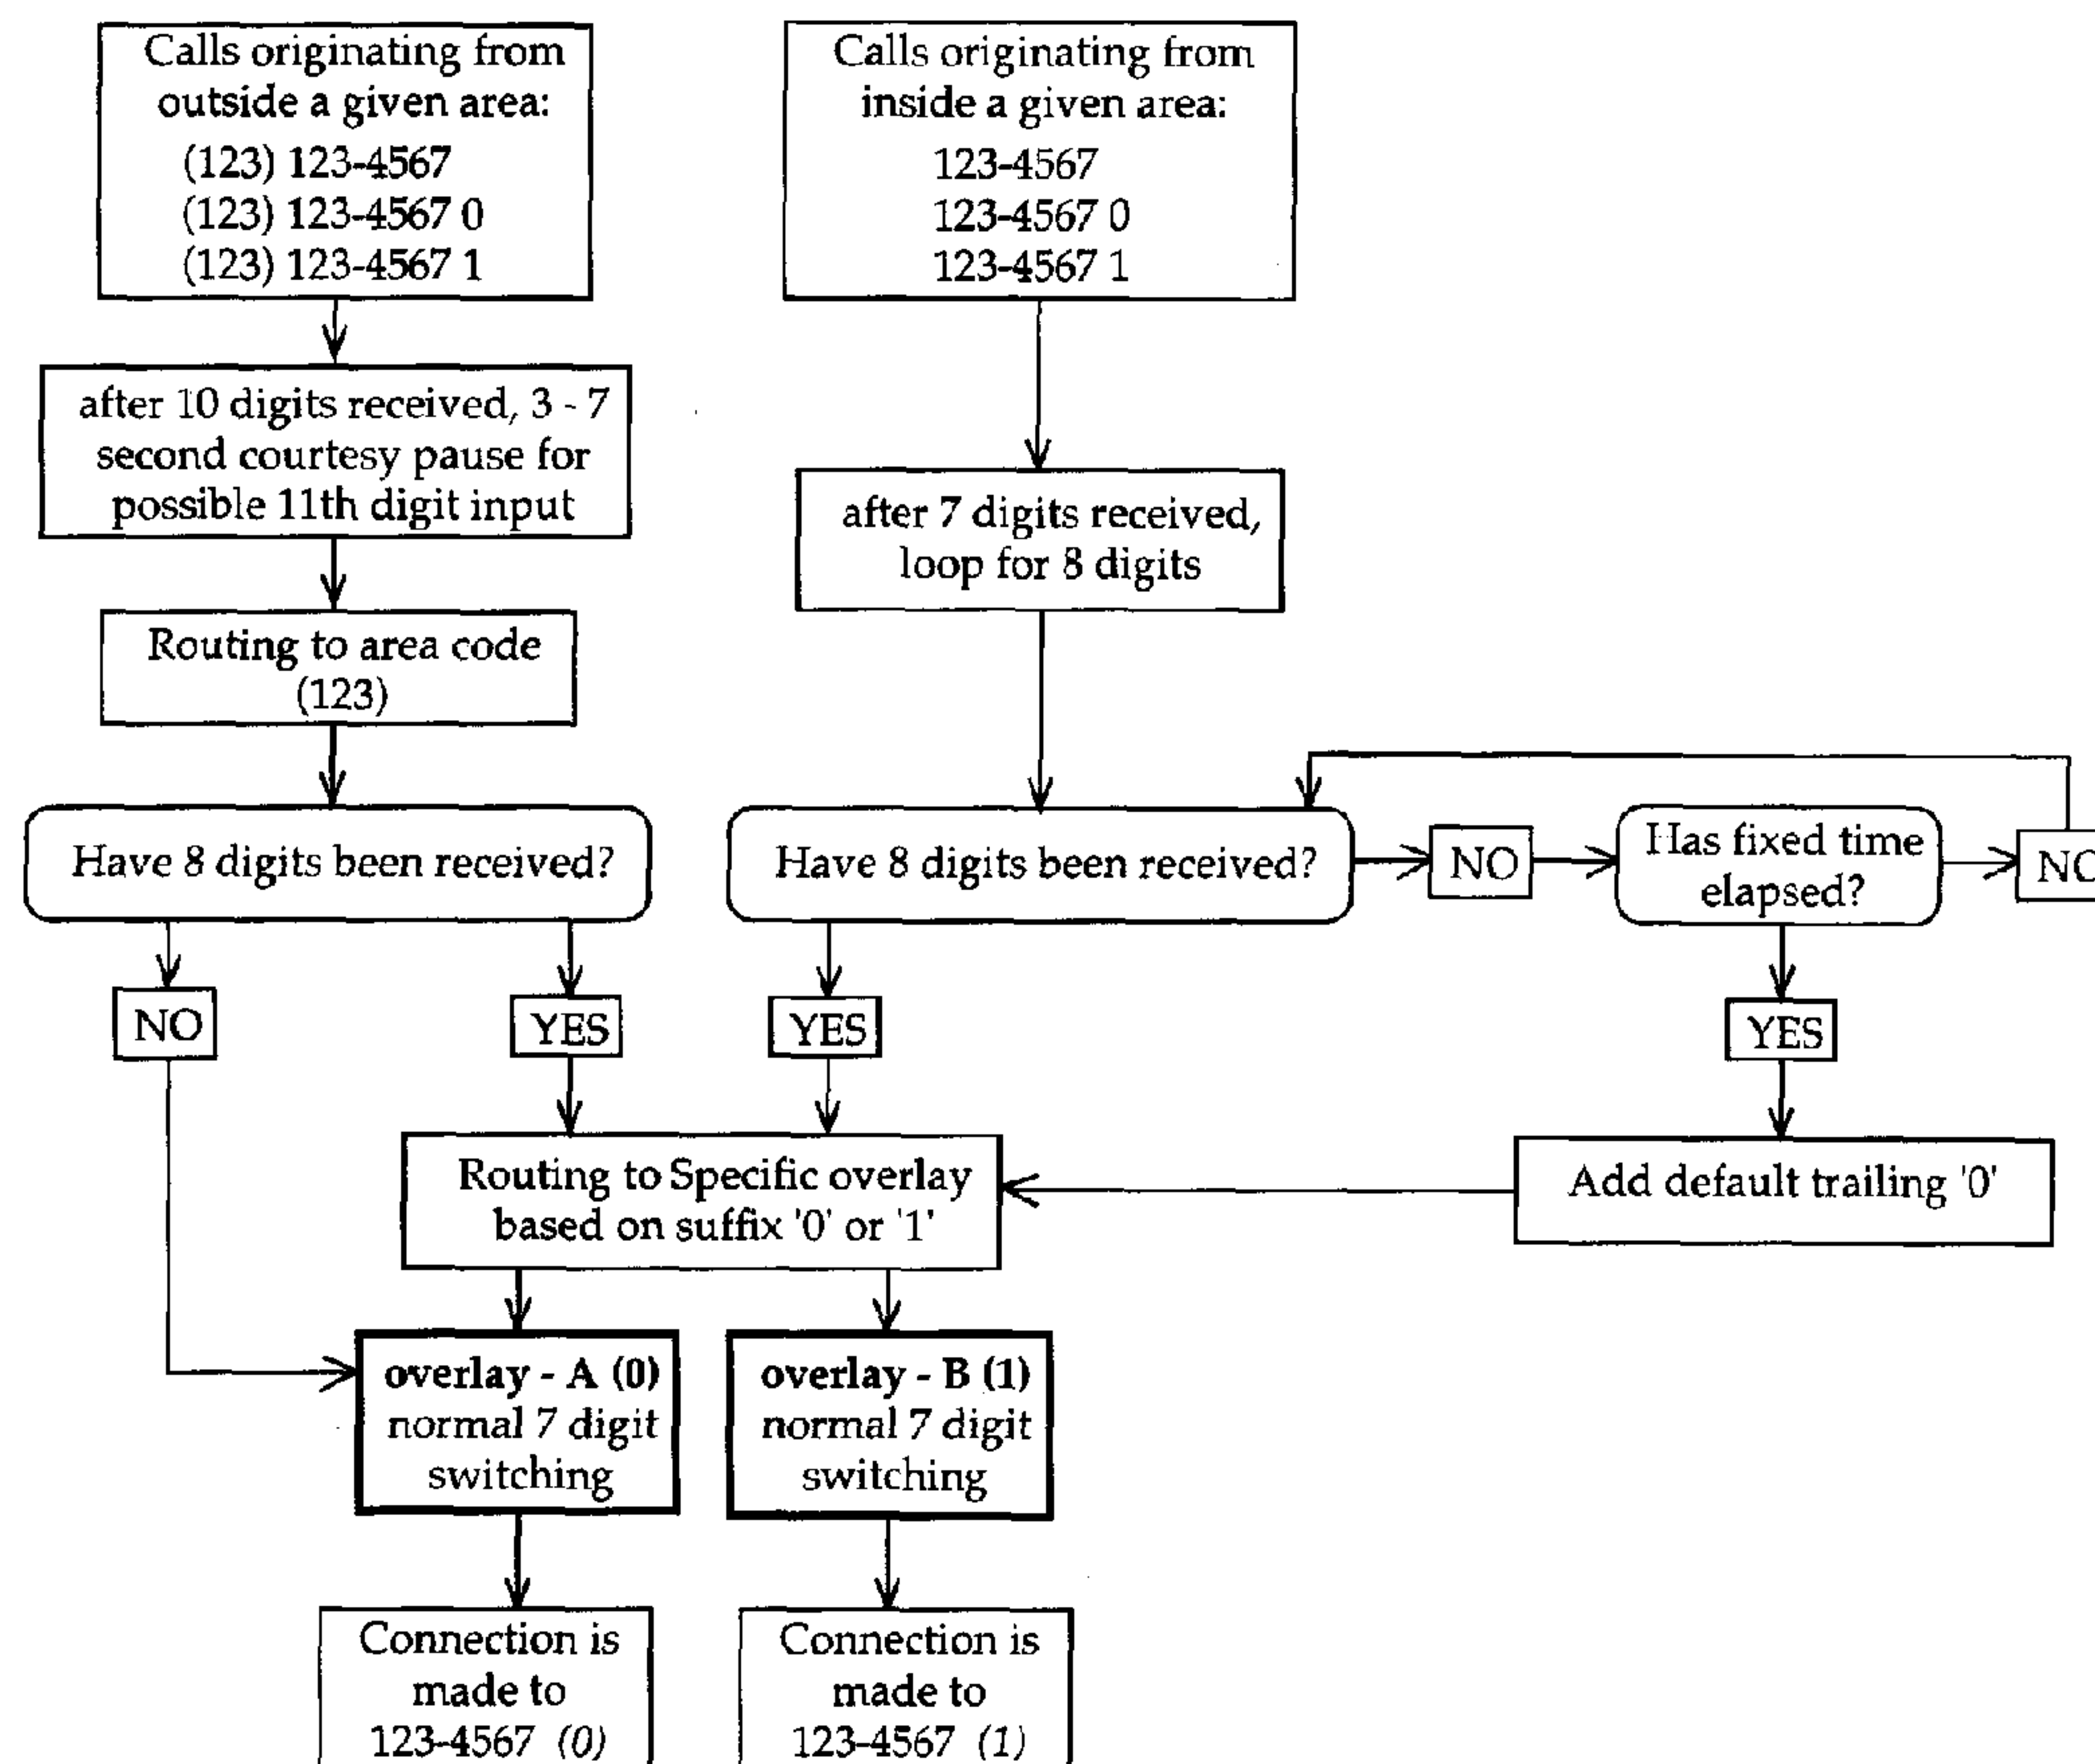 Calls originating from
outside a given area:
(123) 123-4567
(123) 123-4567 0
(123) 123-4567 1
Calls originating from
inside a given area:
123-4567
123-4567 0
123-4567 1
after 10 digits received, 3 - 7
second courtesy pause for
possible 11th digit input
after 7 digits received,
loop for 8 digits
Routing to area code
(123)
Have 8 digits been received?
Have 8 digits been received?
NO
Has fixed time
elapsed?
NO
NO
YES
YES
YES
Routing to Specific overlay
based on suffix '0' or '1'
Add default trailing '0'
overlay - A (0)
normal 7 digit
switching
overlay - B (1)
normal 7 digit
switching
Connection is
made to
123-4567 (0)
Connection is
made to
123-4567 (1)